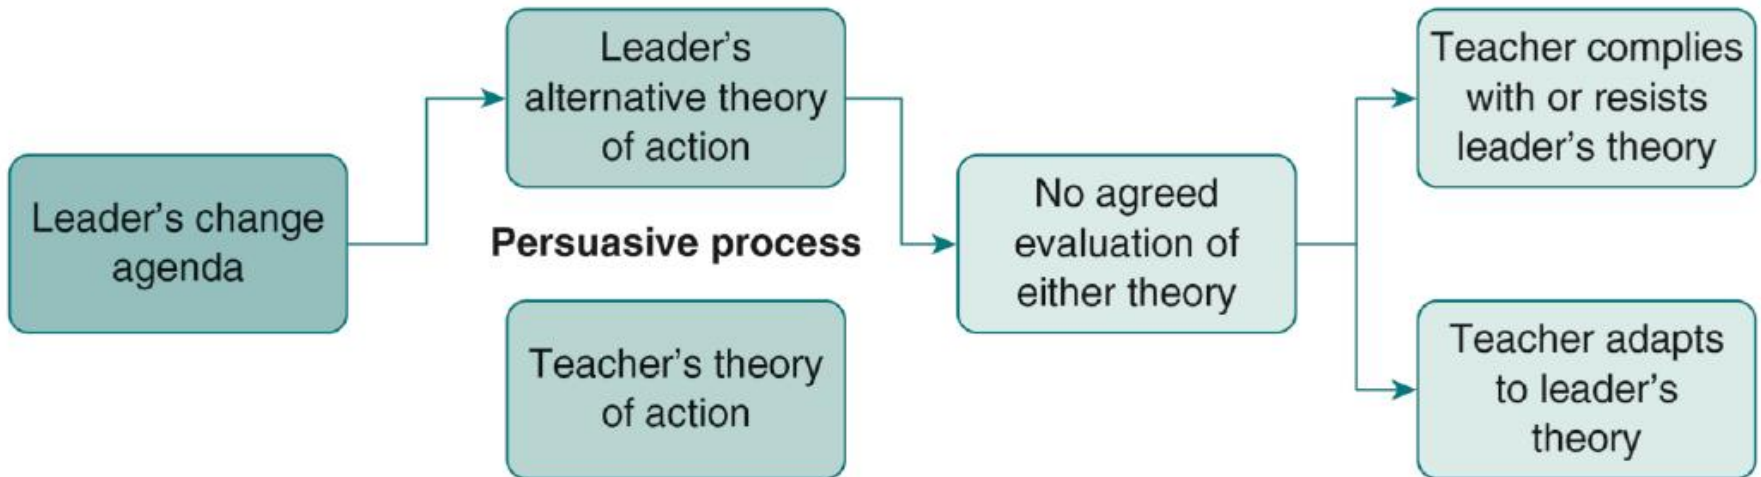 Leader’s change
agenda
Leader’s
alternative theory
of action
Persuasive process
Teacher’s theory
of action
No agreed
evaluation of
either theory
Teacher complies
with or resists
leader’s theory
Teacher adapts
to leader’s
theory